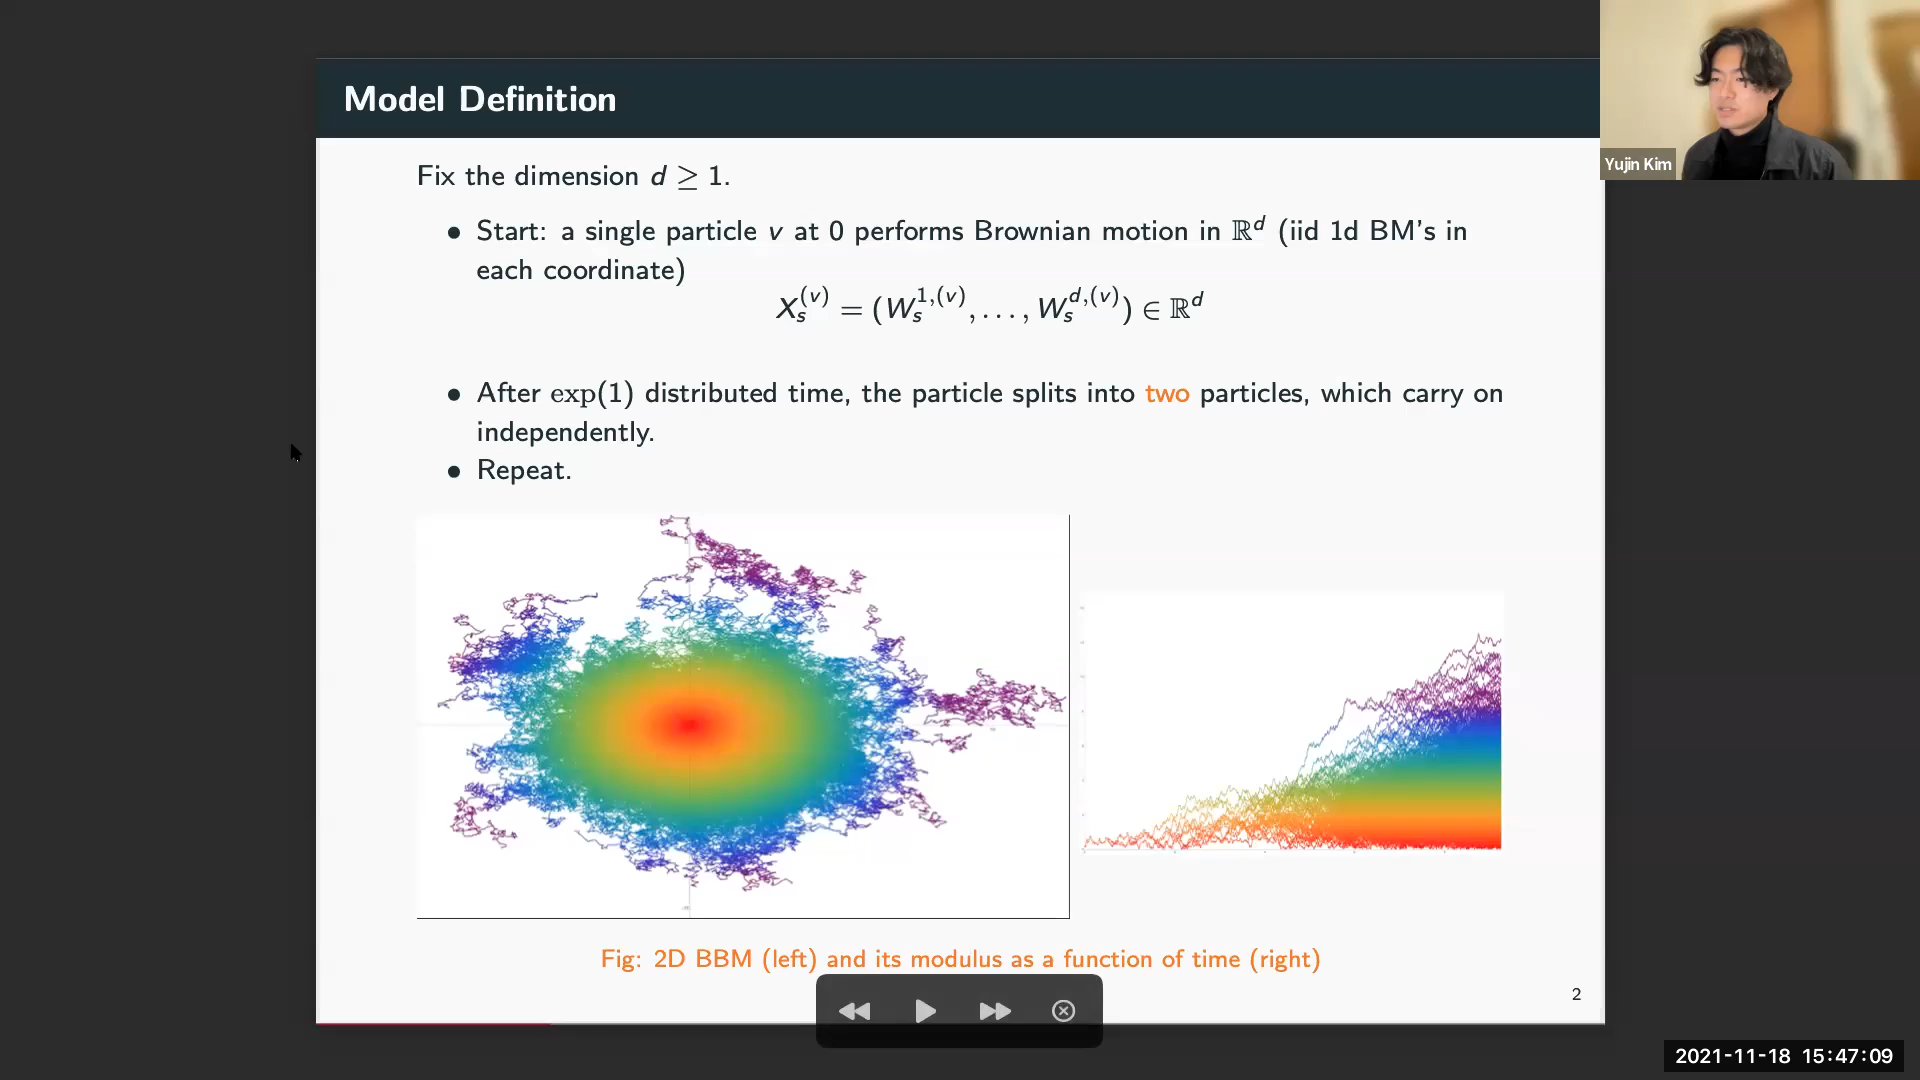 Model Definition
Yujin Kim
Fix the dimension d ≥ 1.
• Start: a single particle v at 0 performs Brownian motion in ℝ^d (iid 1d BM's in
each coordinate)
X_s^{(v)} = (W_s^{1,(v)}, . . . , W_s^{d,(v)}) ∈ ℝ^d
• After exp(1) distributed time, the particle splits into two particles, which carry on
independently.
• Repeat.
Fig: 2D BBM (left) and its modulus as a function of time (right)
2
2021-11-18 15:47:09